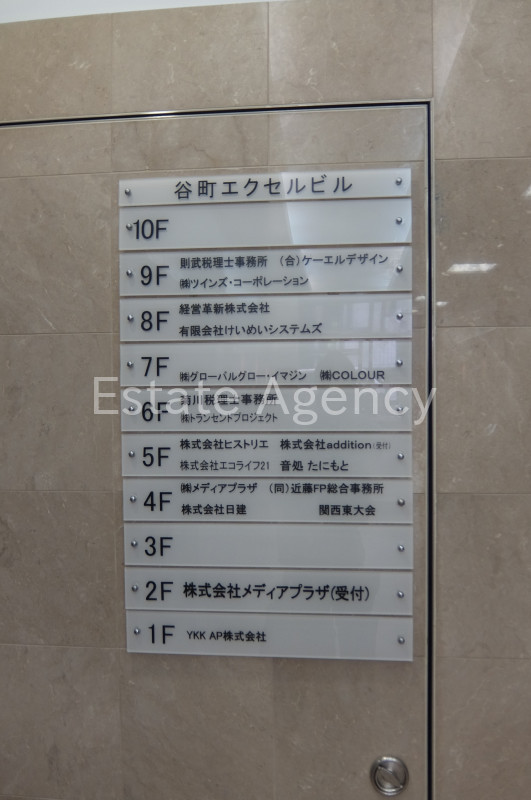 谷町エクセルビル
10F
9F 則武税理士事務所 (合)ケーエルデザイン
㈱ツインズ・コーポレーション
8F 経営革新株式会社
有限会社けいめいシステムズ
7F ㈱グローバルグロー・イマジン ㈱COLOUR
Estate Agency
6F 川税理士事務所
㈱トランセンドプロジェクト
5F 株式会社ヒストリエ 株式会社addition(受付)
株式会社エコライフ21 音処 たにもと
4F ㈱メディアプラザ (同)近藤FP総合事務所
株式会社日建 関西東大会
3F
2F 株式会社メディアプラザ(受付)
1F YKK AP株式会社